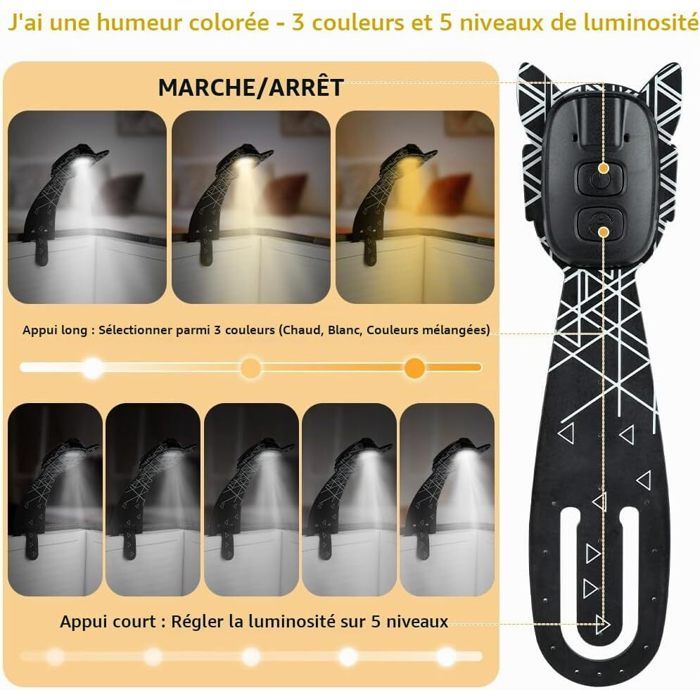 J'ai une humeur colorée - 3 couleurs et 5 niveaux de luminosité
MARCHE/ARRÊT
Appui long : Sélectionner parmi 3 couleurs (Chaud, Blanc, Couleurs mélangées)
Appui court : Régler la luminosité sur 5 niveaux